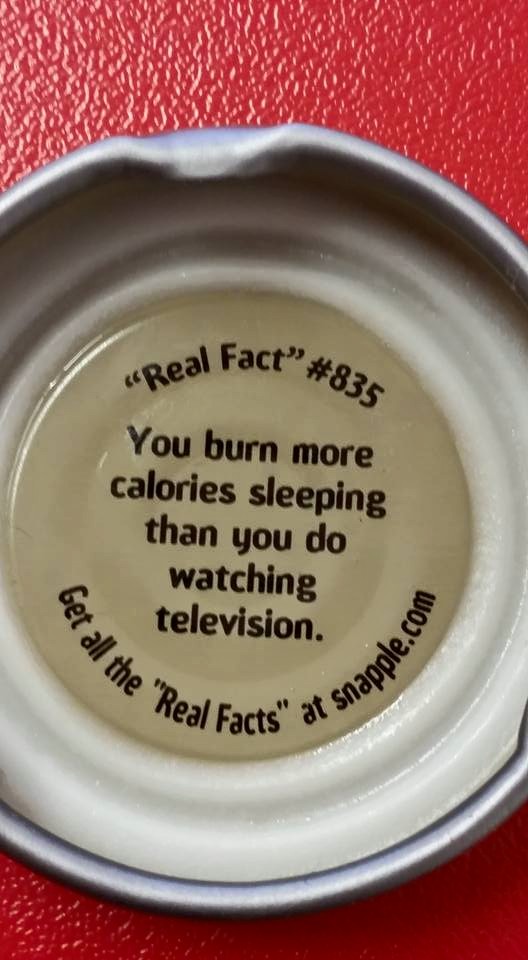 “Real Fact” #835
You burn more
calories sleeping
than you do
watching
television.
Get all the "Real Facts" at snapple.com